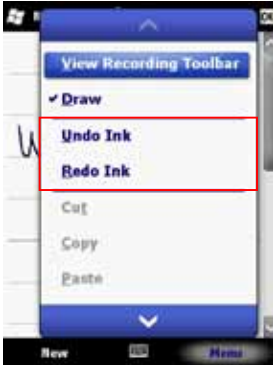 View Recording Toolbar
Draw
Undo Ink
Redo Ink
Cut
Copy
Paste
New
Menu